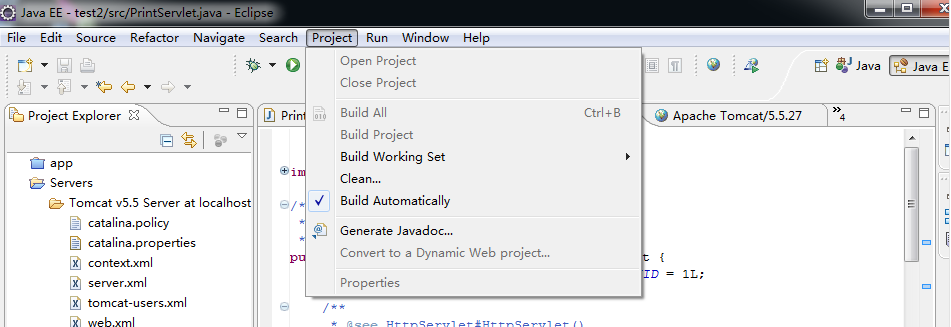 Java EE - test2/src/PrintServlet.java - Eclipse
File Edit Source Refactor Navigate Search Project Run Window Help
Open Project
Close Project
Build All Ctrl+B
Build Project
Build Working Set
Clean...
Build Automatically
Generate Javadoc...
Convert to a Dynamic Web project...
Properties
Java
Java E
Project Explorer
app
Servers
Tomcat v5.5 Server at localhost
catalina.policy
catalina.properties
context.xml
server.xml
tomcat-users.xml
web.xml
Print
Apache Tomcat/5.5.27
»4
im
/*
*
*
pu t {
ID = 1L;
/**
* @see HttpServlet#HttpServlet()